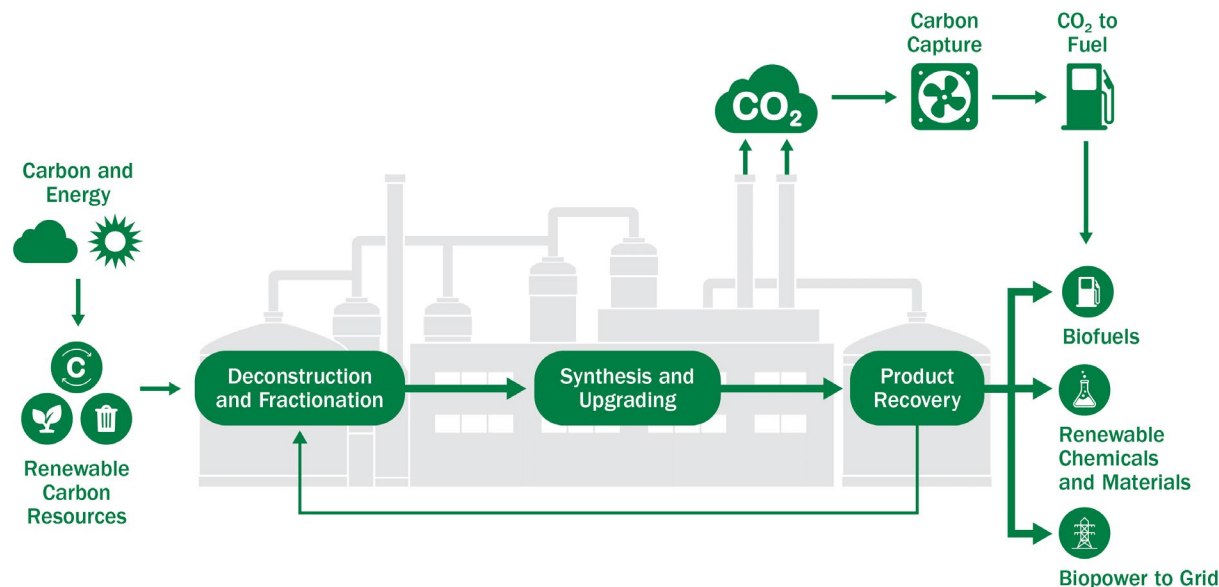 Carbon
Capture
CO₂ to
Fuel
CO₂
Carbon and
Energy
C
Renewable
Carbon
Resources
Deconstruction
and Fractionation
Synthesis and
Upgrading
Product
Recovery
Biofuels
Renewable
Chemicals
and Materials
Biopower to Grid